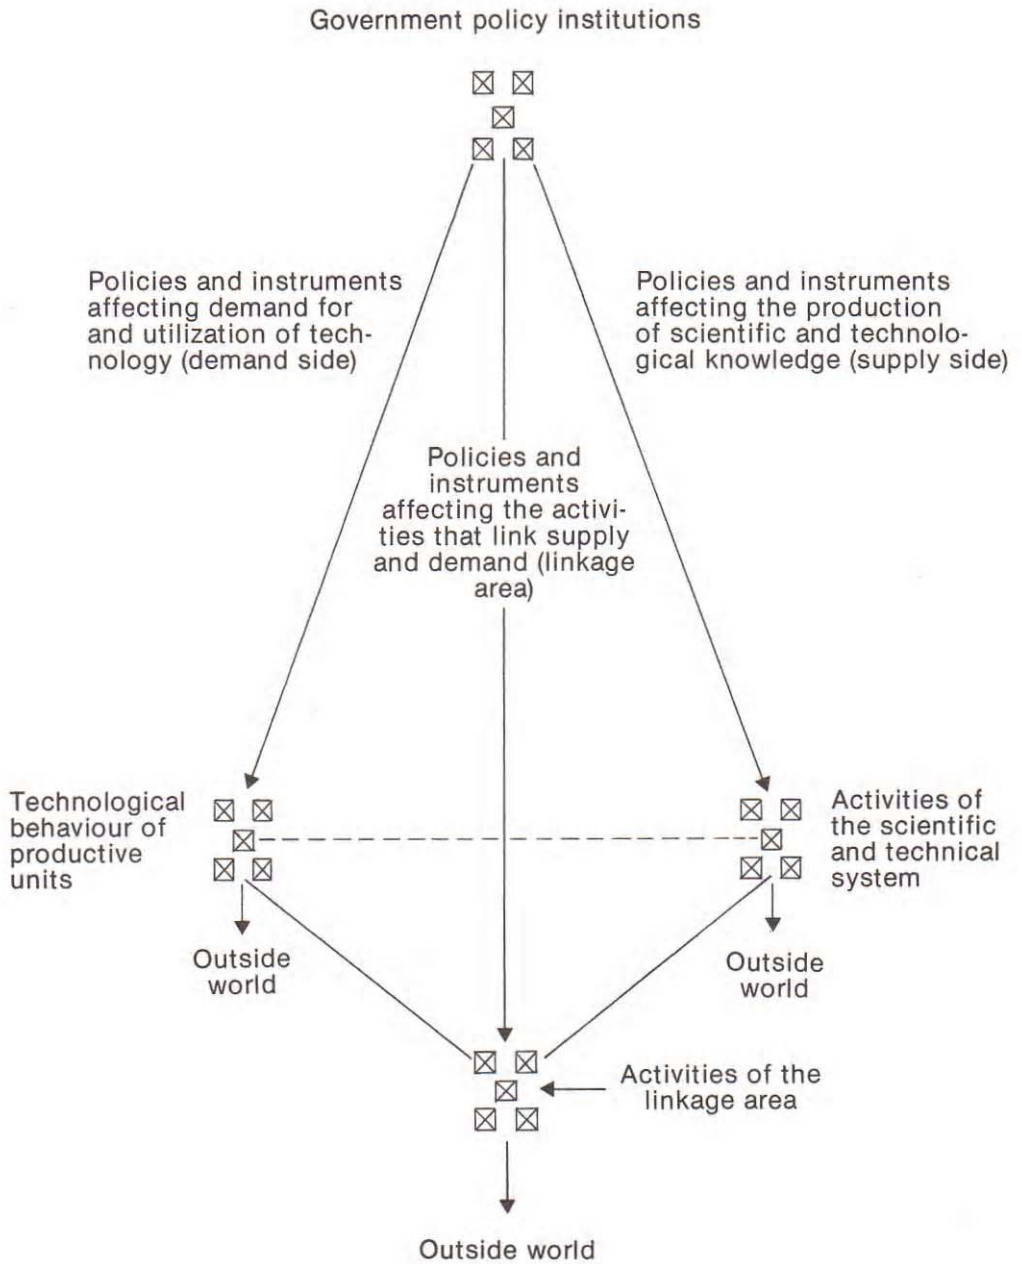 Government policy institutions
Policies and instruments
affecting demand for
and utilization of tech-
nology (demand side)
Policies and instruments
affecting the production
of scientific and technolo-
gical knowledge (supply side)
Policies and
instruments
affecting the activi-
ties that link supply
and demand (linkage
area)
Technological
behaviour of
productive
units
Activities of
the scientific
and technical
system
Outside
world
Outside
world
Activities of the
linkage area
Outside world